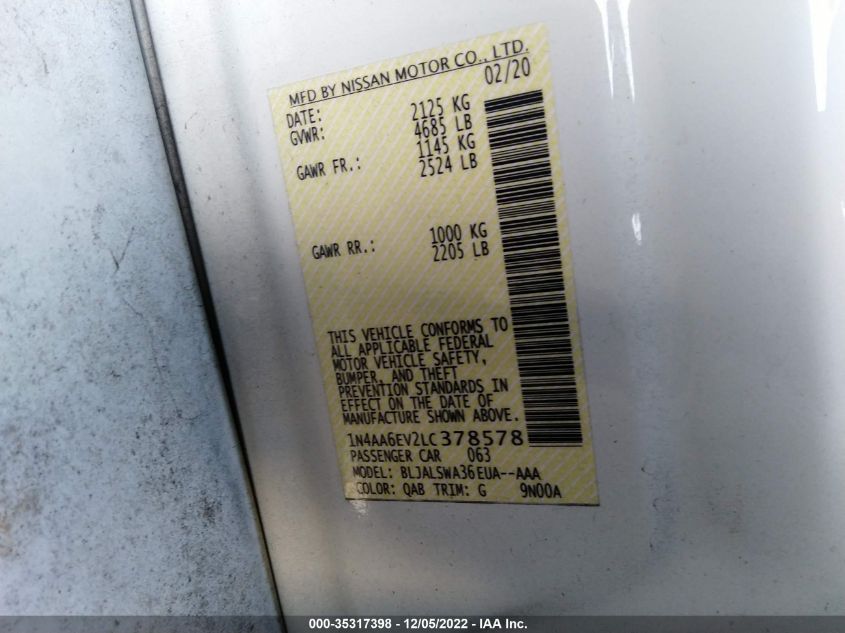 MFD BY NISSAN MOTOR CO., LTD.
DATE: 02/20
GVWR: 2125 KG
4685 LB
GAWR FR.: 1145 KG
2524 LB
GAWR RR.: 1000 KG
2205 LB
THIS VEHICLE CONFORMS TO
ALL APPLICABLE FEDERAL
MOTOR VEHICLE SAFETY,
BUMPER, AND THEFT
PREVENTION STANDARDS IN
EFFECT ON THE DATE OF
MANUFACTURE SHOWN ABOVE.
1N4AA6EV2LC378578
PASSENGER CAR 063
MODEL: BLJALSWA36EUA--AAA
COLOR: QAB TRIM: G 9N00A
000-35317398 - 12/05/2022 - IAA Inc.